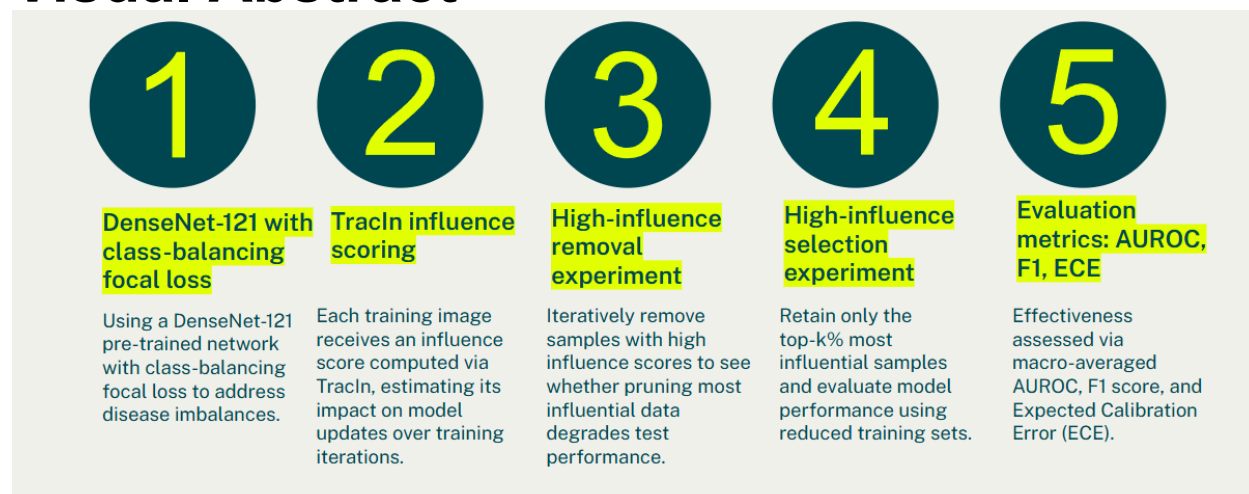 Visual Abstract
1
2
3
4
5
DenseNet-121 with
class-balancing
focal loss
Using a DenseNet-121
pre-trained network
with class-balancing
focal loss to address
disease imbalances.
TracIn influence
scoring
Each training image
receives an influence
score computed via
TracIn, estimating its
impact on model
updates over training
iterations.
High-influence
removal
experiment
Iteratively remove
samples with high
influence scores to see
whether pruning most
influential data
degrades test
performance.
High-influence
selection
experiment
Retain only the
top-k% most
influential samples
and evaluate model
performance using
reduced training sets.
Evaluation
metrics: AUROC,
F1, ECE
Effectiveness
assessed via
macro-averaged
AUROC, F1 score, and
Expected Calibration
Error (ECE).